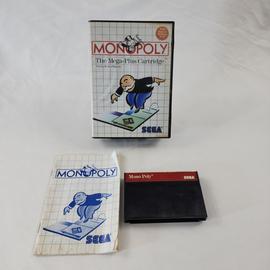 MONOPOLY
The Mega-Plus Cartridge
SEGA
MONOPOLY
SEGA
Mono Poly
SEGA